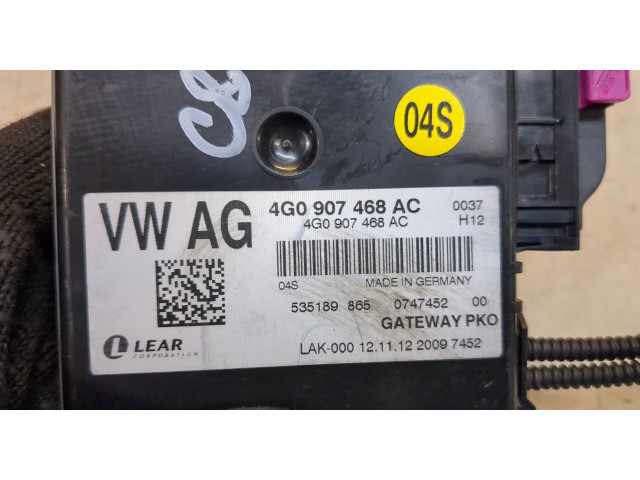 04S
VW AG
4G0 907 468 AC 0037
4G0 907 468 AC H12
04S MADE IN GERMANY
535189 865 0747452 00
GATEWAY PKO
LEAR
CORPORATION
LAK-000 12.11.12 2009 7452